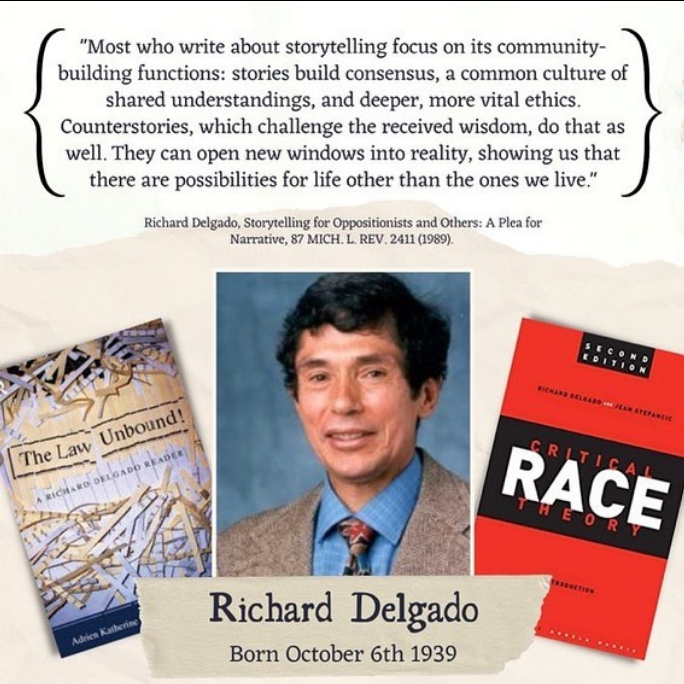 "Most who write about storytelling focus on its community-
building functions: stories build consensus, a common culture of
shared understandings, and deeper, more vital ethics.
Counterstories, which challenge the received wisdom, do that as
well. They can open new windows into reality, showing us that
there are possibilities for life other than the ones we live."
Richard Delgado, Storytelling for Oppositionists and Others: A Plea for
Narrative, 87 MICH. L. REV. 2411 (1989).
The Law Unbound!
A RICHARD DELGADO READER
Adrien Katherine
SECOND
EDITION
RICHARD DELGADO AND JEAN STEFANCIC
CRITICAL
RACE
THEORY
Richard Delgado
Born October 6th 1939